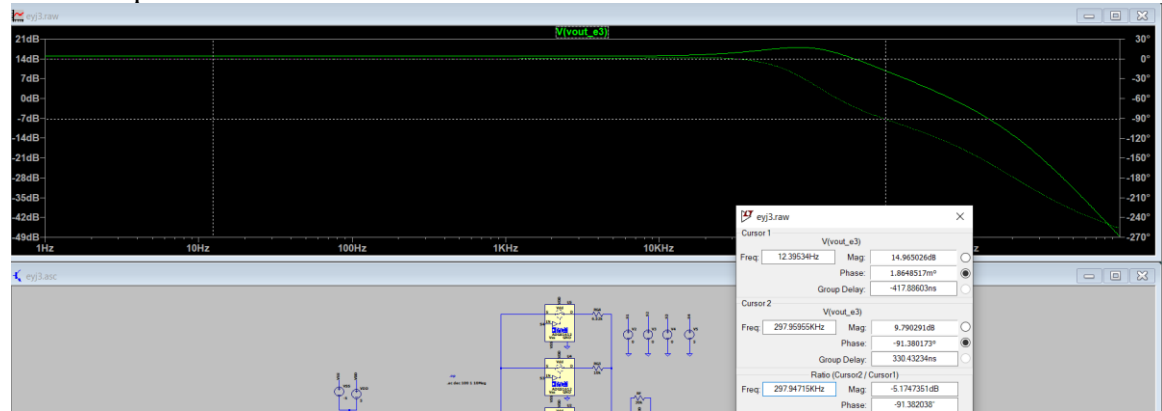 eyj3.raw
V(vout_e3)
21dB 30°
14dB 0°
7dB -30°
0dB -60°
-7dB -90°
-14dB -120°
-21dB -150°
-28dB -180°
-35dB -210°
-42dB -240°
-49dB -270°
1Hz 10Hz 100Hz 1KHz 10KHz
eyj3.raw
Cursor 1
V(vout_e3)
Freq: 12.39534Hz Mag: 14.965026dB
Phase: 1.8648517m°
Group Delay: -417.88603ns
Cursor 2
V(vout_e3)
Freq: 297.95955KHz Mag: 9.790291dB
Phase: -91.380173°
Group Delay: 330.43234ns
Ratio (Cursor2 / Cursor1)
Freq: 297.94715KHz Mag: -5.1747351dB
Phase: -91.382038°
eyj3.asc